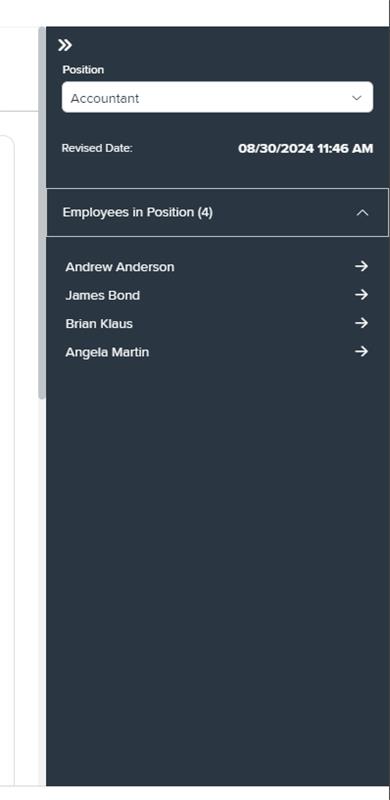 Position
Accountant
Revised Date: 08/30/2024 11:46 AM
Employees in Position (4)
Andrew Anderson
James Bond
Brian Klaus
Angela Martin